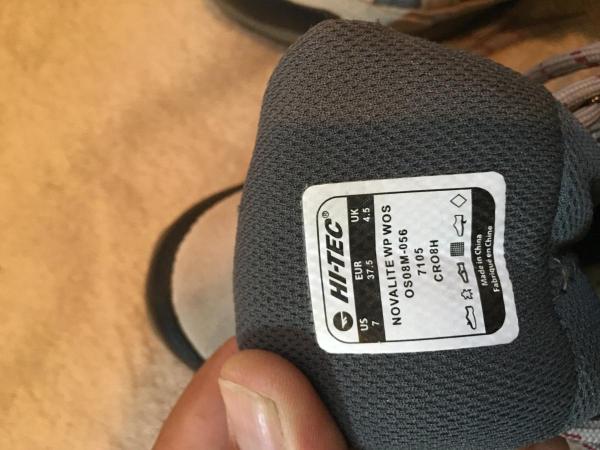 HI-TEC®
US EUR UK
7 37.5 4.5
NOVALITE WP WOS
OS08M-056
7105
CRO8H
Made in China
Fabriqué en Chine